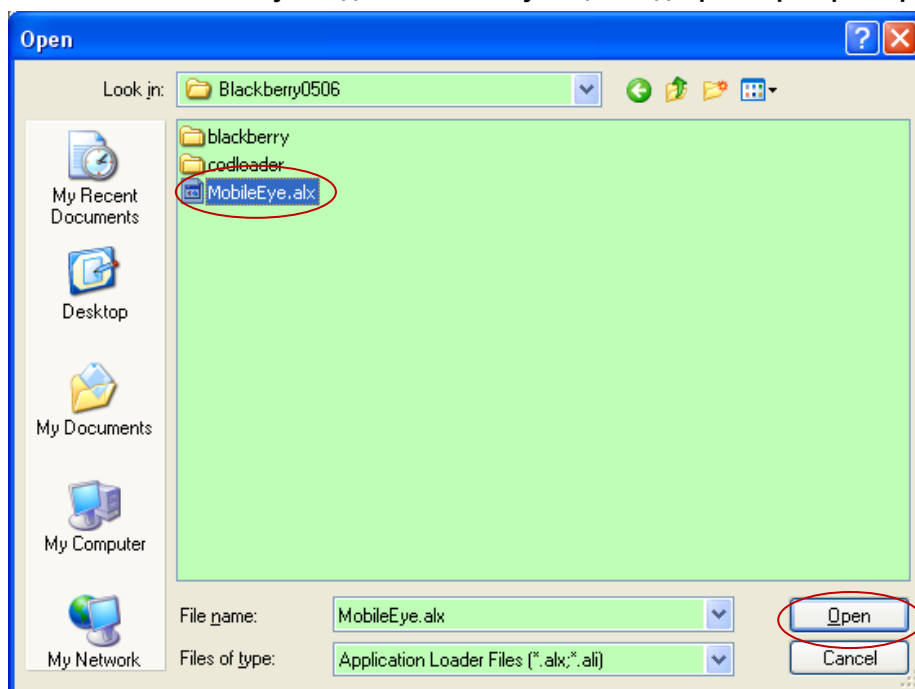 Open
Look in:
Blackberry0506
blackberry
codloader
MobileEye.alx
My Recent
Documents
Desktop
My Documents
My Computer
My Network
File name:
MobileEye.alx
Open
Files of type:
Application Loader Files (*.alx;*.ali)
Cancel